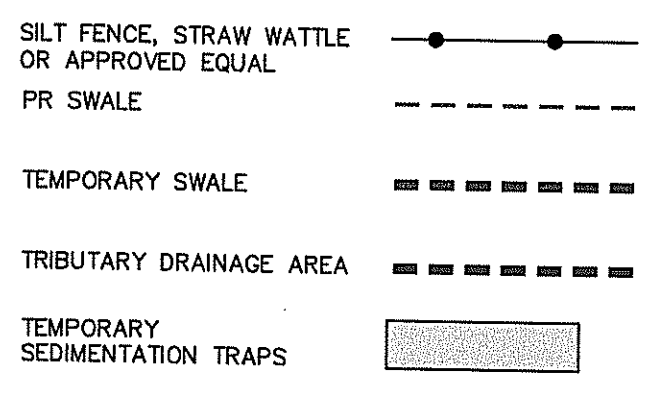 SILT FENCE, STRAW WATTLE
OR APPROVED EQUAL
PR SWALE
TEMPORARY SWALE
TRIBUTARY DRAINAGE AREA
TEMPORARY
SEDIMENTATION TRAPS